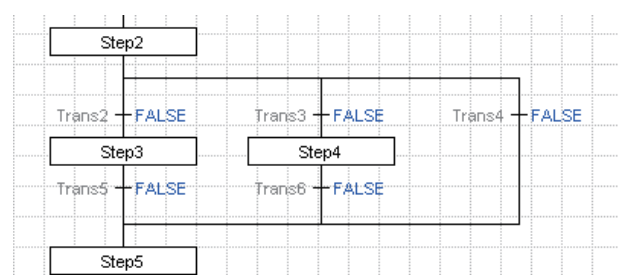 Step2
Trans2 FALSE Trans3 FALSE Trans4 FALSE
Step3 Step4
Trans5 FALSE Trans6 FALSE
Step5